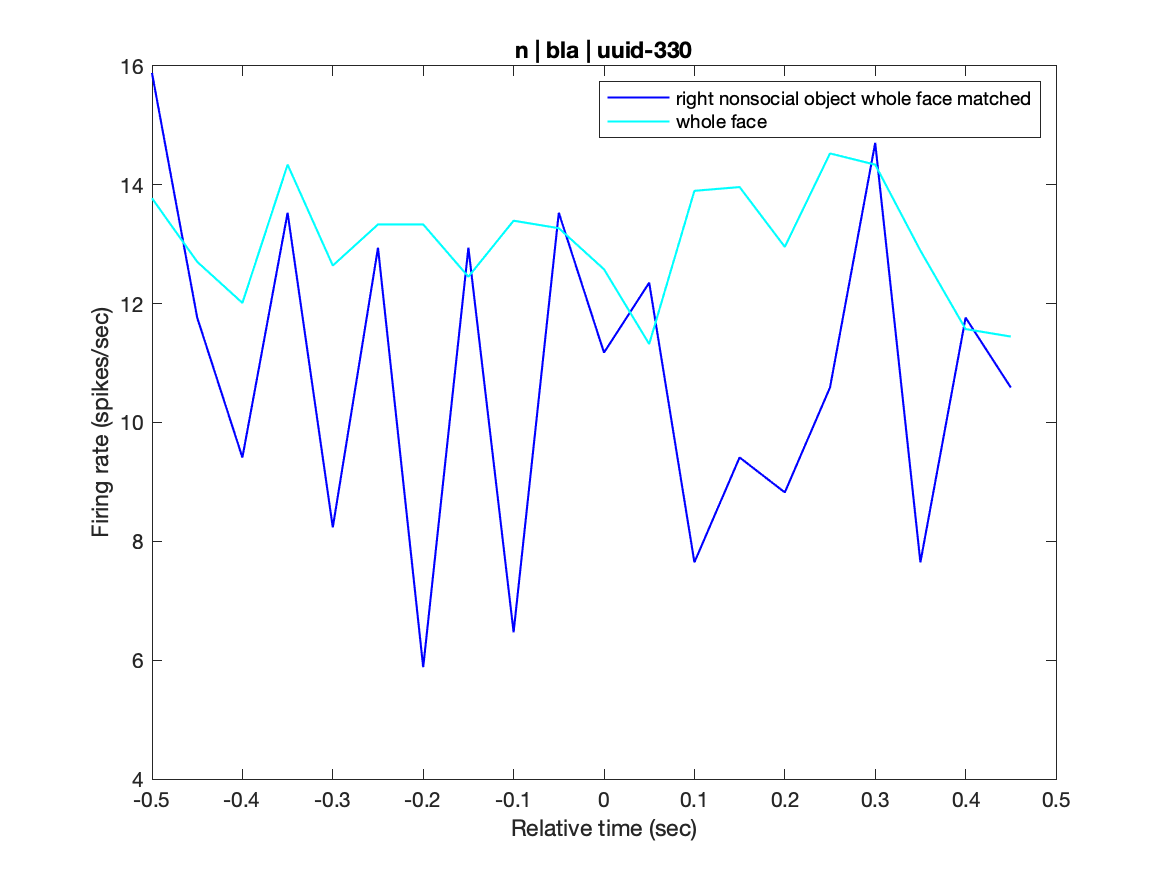 n | bla | uuid-330
right nonsocial object whole face matched
whole face
Firing rate (spikes/sec)
16
14
12
10
8
6
4
-0.5 -0.4 -0.3 -0.2 -0.1 0 0.1 0.2 0.3 0.4 0.5
Relative time (sec)